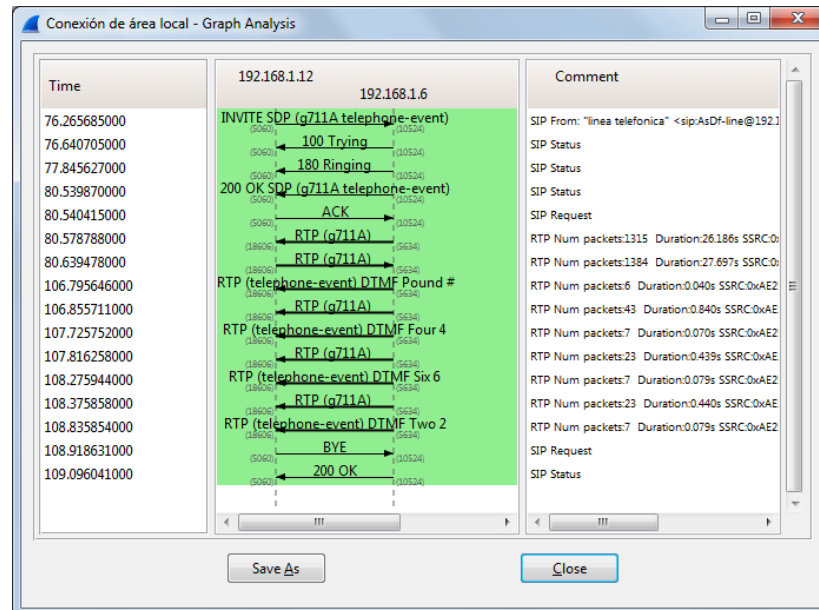 Conexión de área local - Graph Analysis
Time
192.168.1.12
192.168.1.6
Comment
76.265685000
INVITE SDP (g711A telephone-event)
(5060)
(10524)
SIP From: "linea telefonica" <sip:AsDf-line@192.1
76.640705000
100 Trying
(5060)
(10524)
SIP Status
77.845627000
180 Ringing
(5060)
(10524)
SIP Status
80.539870000
200 OK SDP (g711A telephone-event)
(5060)
(10524)
SIP Status
80.540415000
ACK
(5060)
(10524)
SIP Request
80.578788000
RTP (g711A)
(18606)
(5634)
RTP Num packets:1315 Duration:26.186s SSRC:0x
80.639478000
RTP (g711A)
(18606)
(5634)
RTP Num packets:1384 Duration:27.697s SSRC:0x
106.795646000
RTP (telephone-event) DTMF Pound #
(18606)
(5634)
RTP Num packets:6 Duration:0.040s SSRC:0xAE2
106.855711000
RTP (g711A)
(18606)
(5634)
RTP Num packets:43 Duration:0.840s SSRC:0xAE
107.725752000
RTP (telephone-event) DTMF Four 4
(18606)
(5634)
RTP Num packets:7 Duration:0.070s SSRC:0xAE2
107.816258000
RTP (g711A)
(18606)
(5634)
RTP Num packets:23 Duration:0.439s SSRC:0xAE
108.275944000
RTP (telephone-event) DTMF Six 6
(18606)
(5634)
RTP Num packets:7 Duration:0.079s SSRC:0xAE2
108.375858000
RTP (g711A)
(18606)
(5634)
RTP Num packets:23 Duration:0.440s SSRC:0xAE
108.835854000
RTP (telephone-event) DTMF Two 2
(18606)
(5634)
RTP Num packets:7 Duration:0.079s SSRC:0xAE2
108.918631000
BYE
(5060)
(10524)
SIP Request
109.096041000
200 OK
(5060)
(10524)
SIP Status
Save As
Close